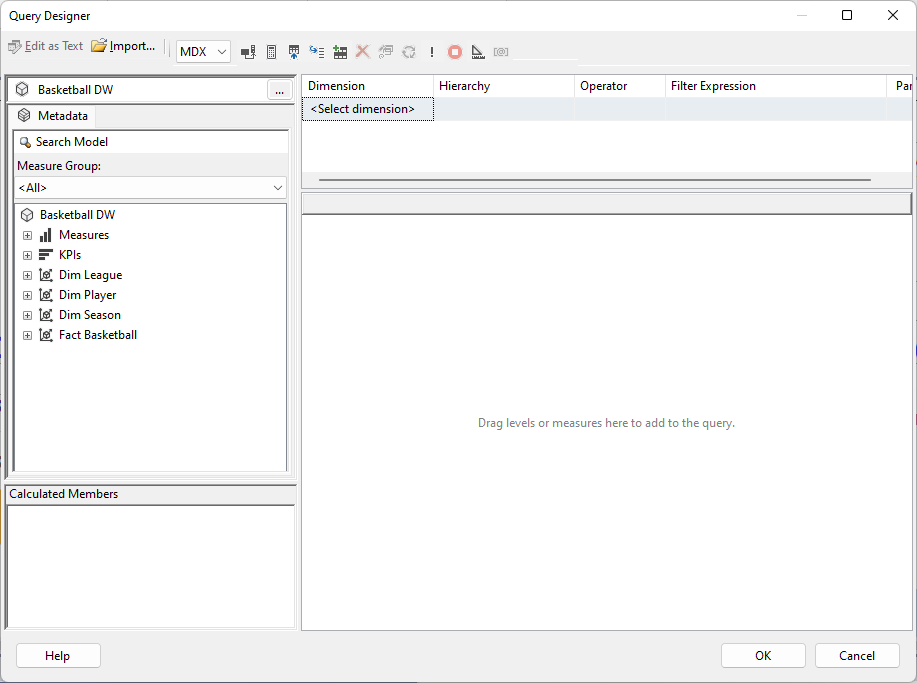 Query Designer
Edit as Text Import... MDX !
Basketball DW ...
Metadata
Search Model
Measure Group:
<All>
Basketball DW
Measures
KPIs
Dim League
Dim Player
Dim Season
Fact Basketball
Calculated Members
Dimension Hierarchy Operator Filter Expression Par
<Select dimension>
Drag levels or measures here to add to the query.
Help OK Cancel